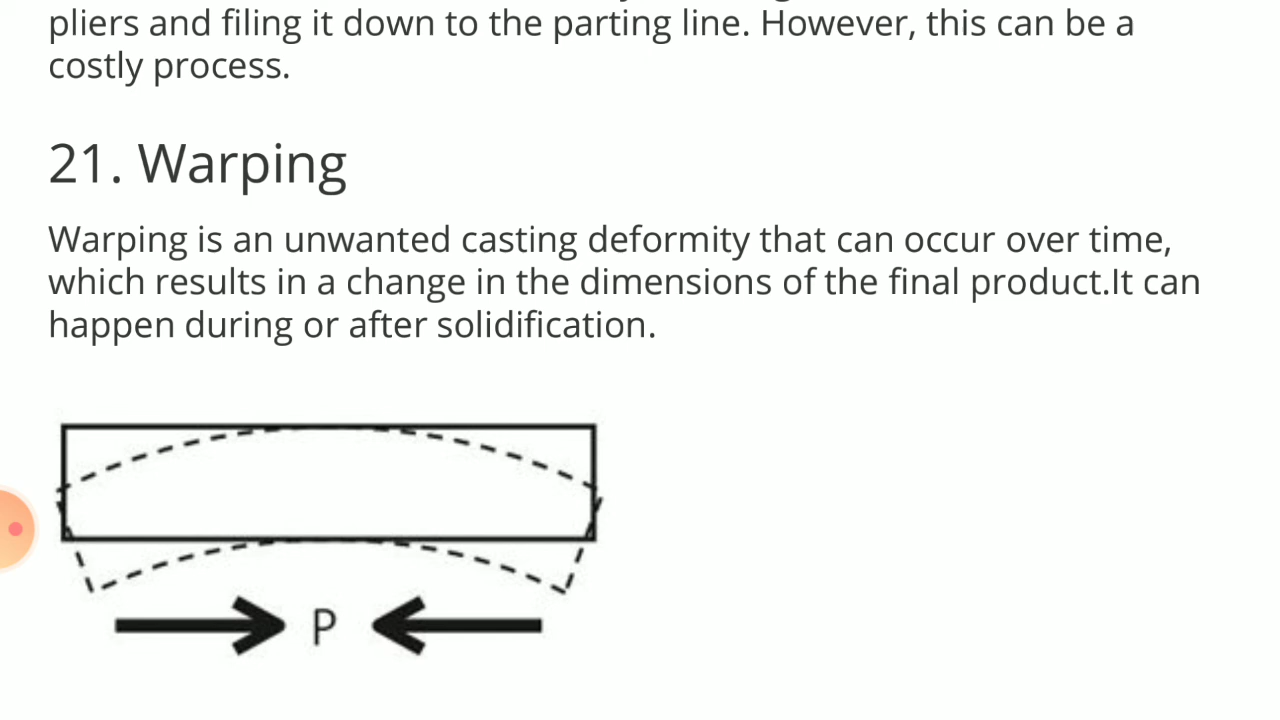 pliers and filing it down to the parting line. However, this can be a
costly process.
21. Warping
Warping is an unwanted casting deformity that can occur over time,
which results in a change in the dimensions of the final product.It can
happen during or after solidification.
P